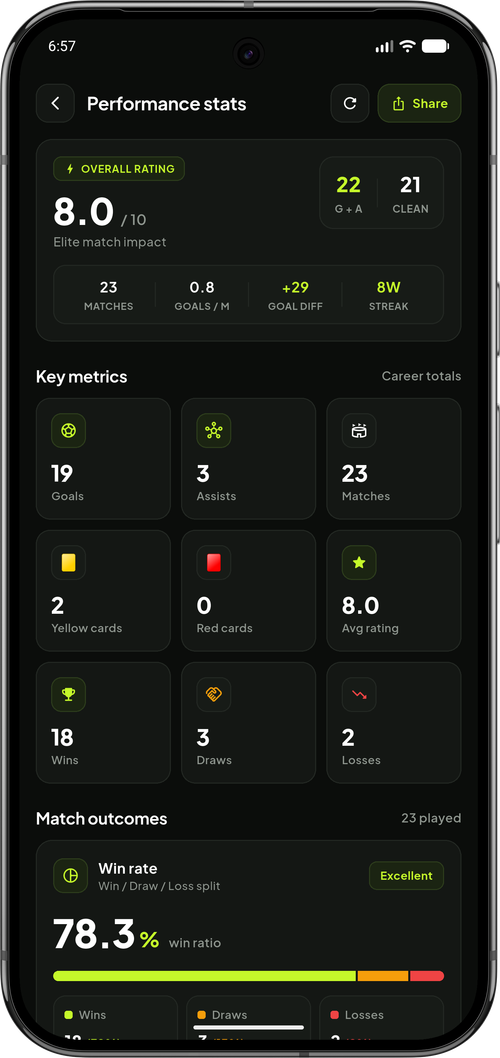 6:57
Performance stats
Share
OVERALL RATING
8.0 / 10
Elite match impact
22
G + A
21
CLEAN
23
MATCHES
0.8
GOALS / M
+29
GOAL DIFF
8W
STREAK
Key metrics
Career totals
19
Goals
3
Assists
23
Matches
2
Yellow cards
0
Red cards
8.0
Avg rating
18
Wins
3
Draws
2
Losses
Match outcomes
23 played
Win rate
Win / Draw / Loss split
Excellent
78.3% win ratio
Wins
Draws
Losses